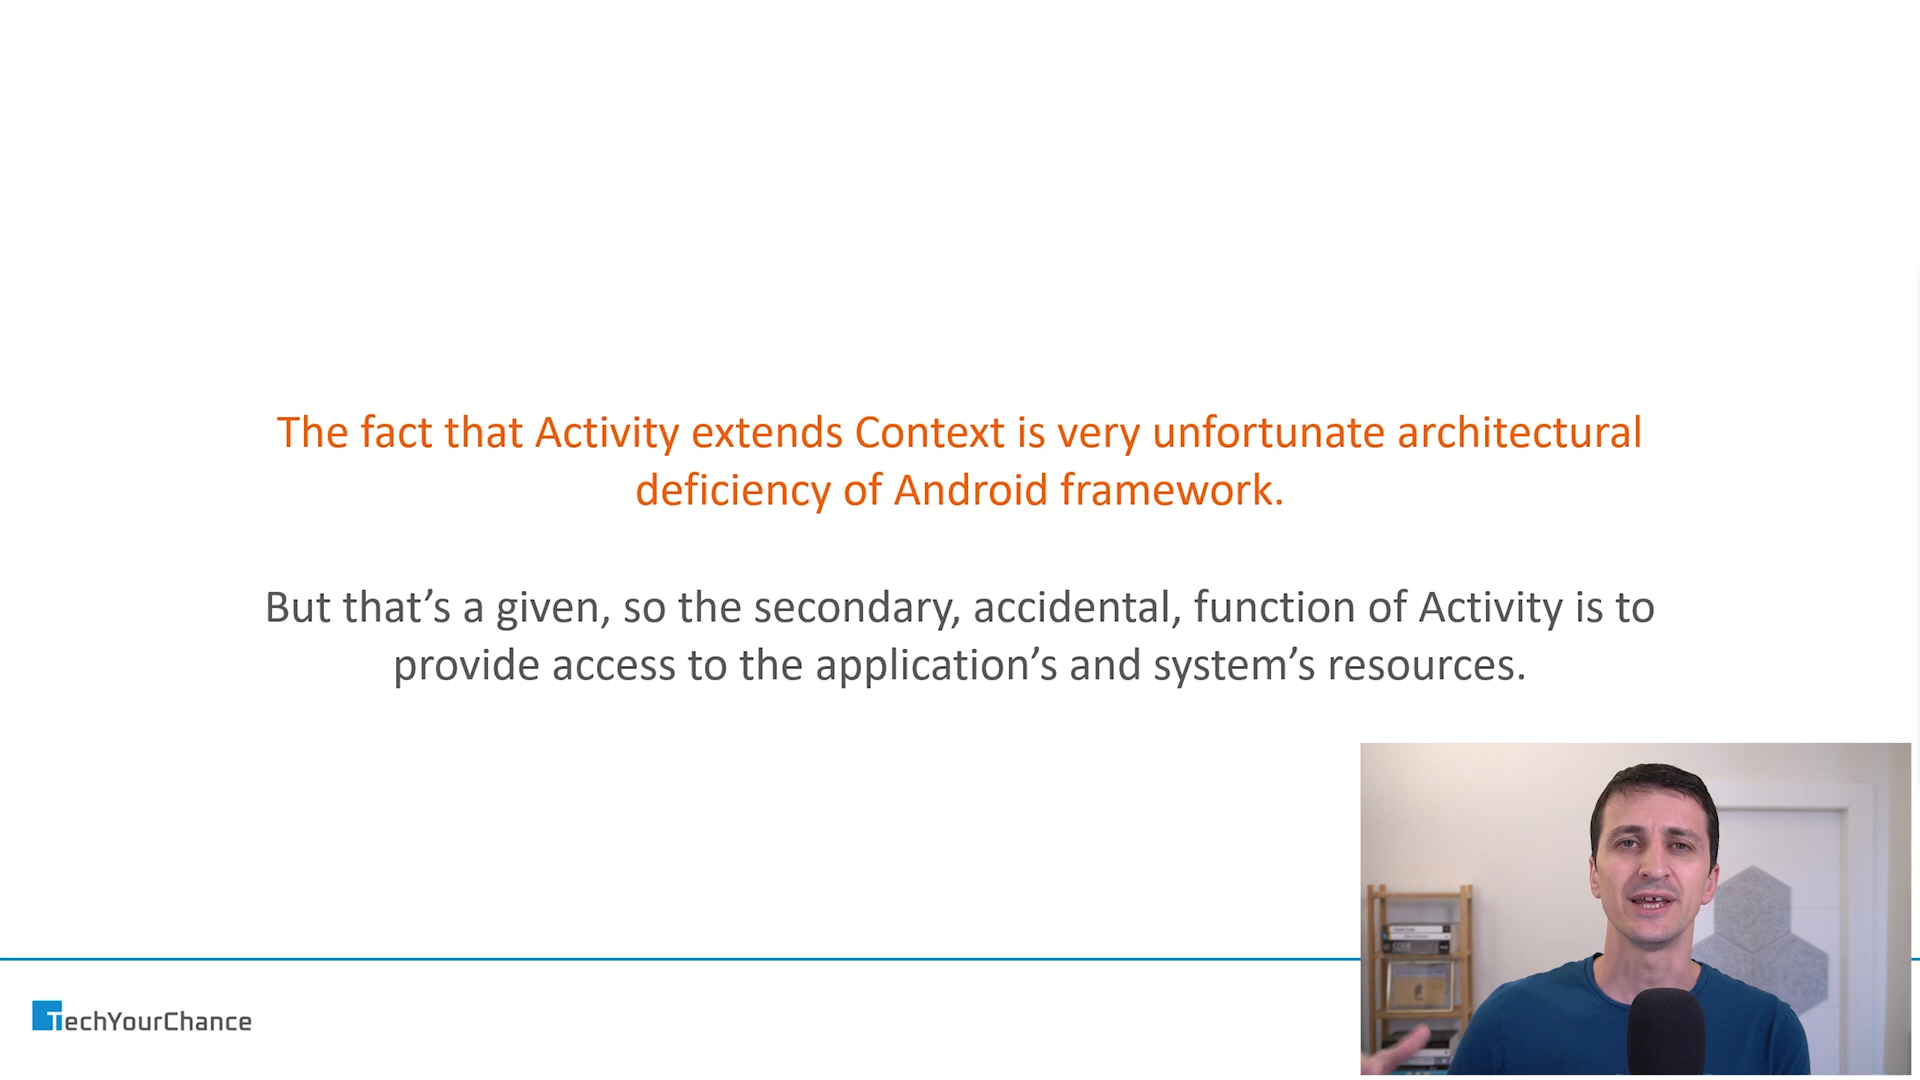 The fact that Activity extends Context is very unfortunate architectural
deficiency of Android framework.
But that’s a given, so the secondary, accidental, function of Activity is to
provide access to the application’s and system’s resources.
TechYourChance